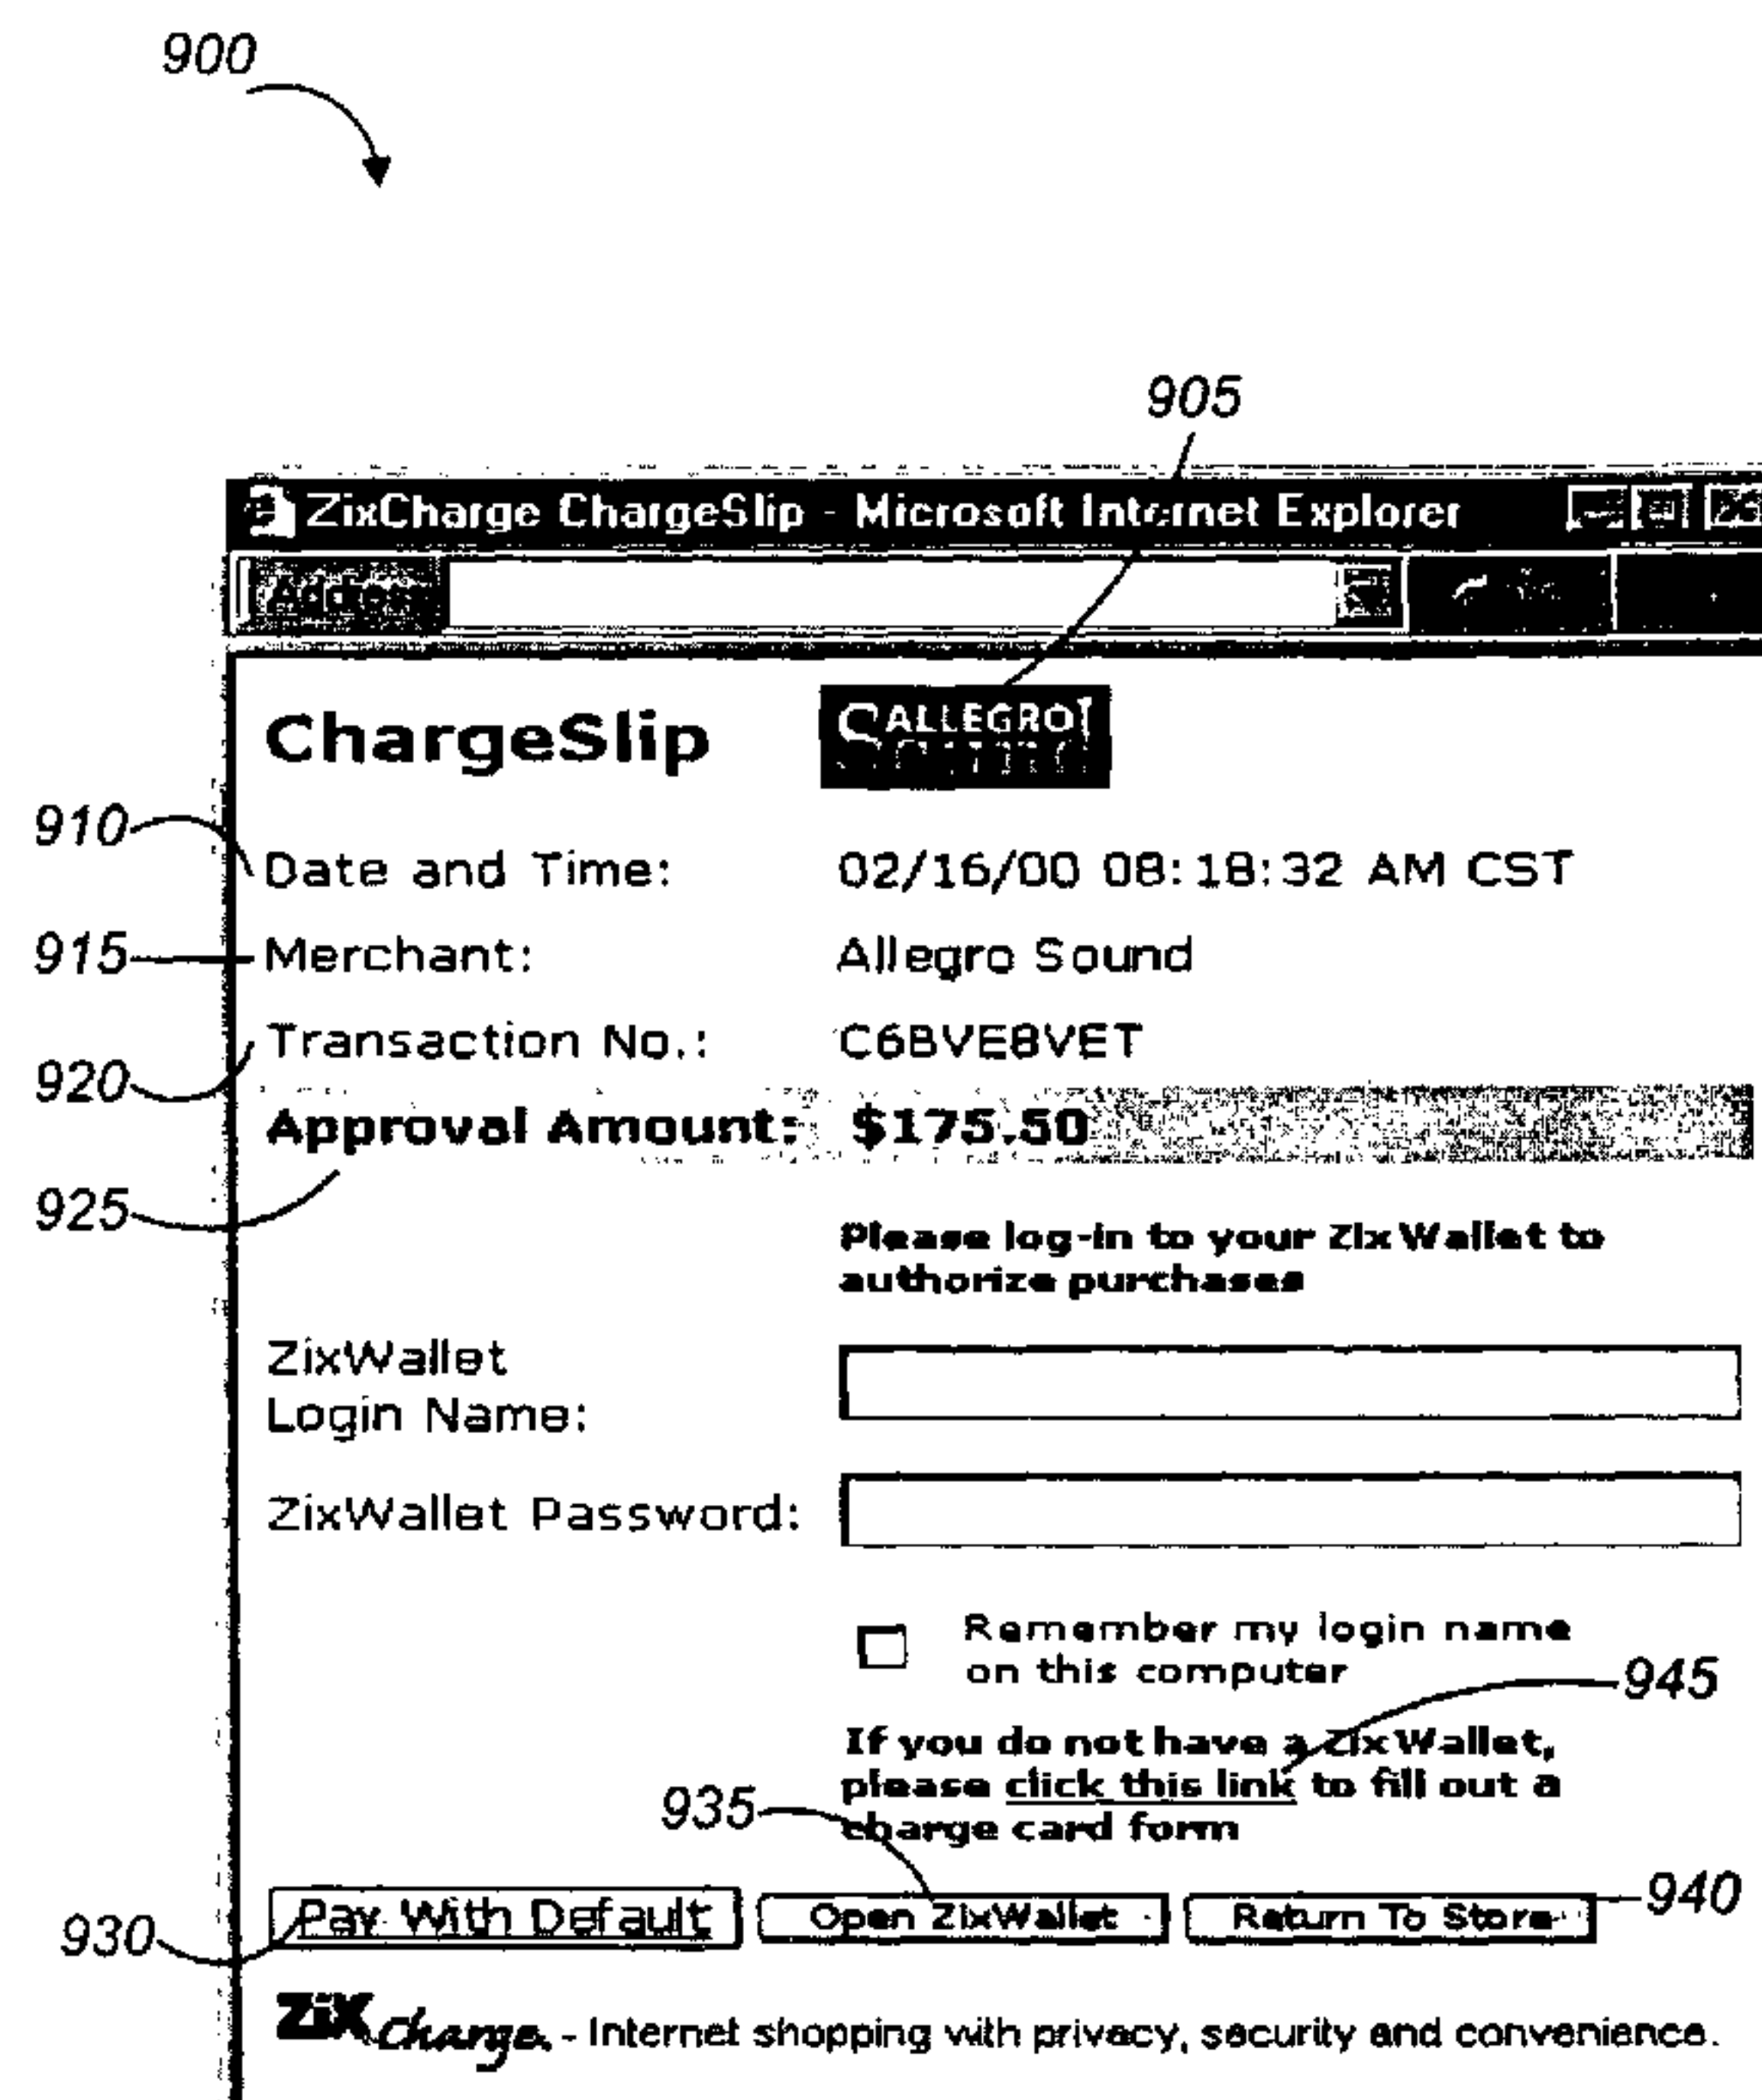 900
905
ZixCharge ChargeSlip - Microsoft Internet Explorer
Address
ChargeSlip
ALLEGRO
910
Date and Time: 02/16/00 08:18:32 AM CST
915
Merchant: Allegro Sound
Transaction No.: C6BVE8VET
920
Approval Amount: $175.50
925
Please log-in to your ZixWallet to
authorize purchases
ZixWallet
Login Name:
ZixWallet Password:
Remember my login name
on this computer
945
If you do not have a ZixWallet,
please click this link to fill out a
charge card form
935
Pay With Default Open ZixWallet Return To Store
940
930
ZixCharge. - Internet shopping with privacy, security and convenience.